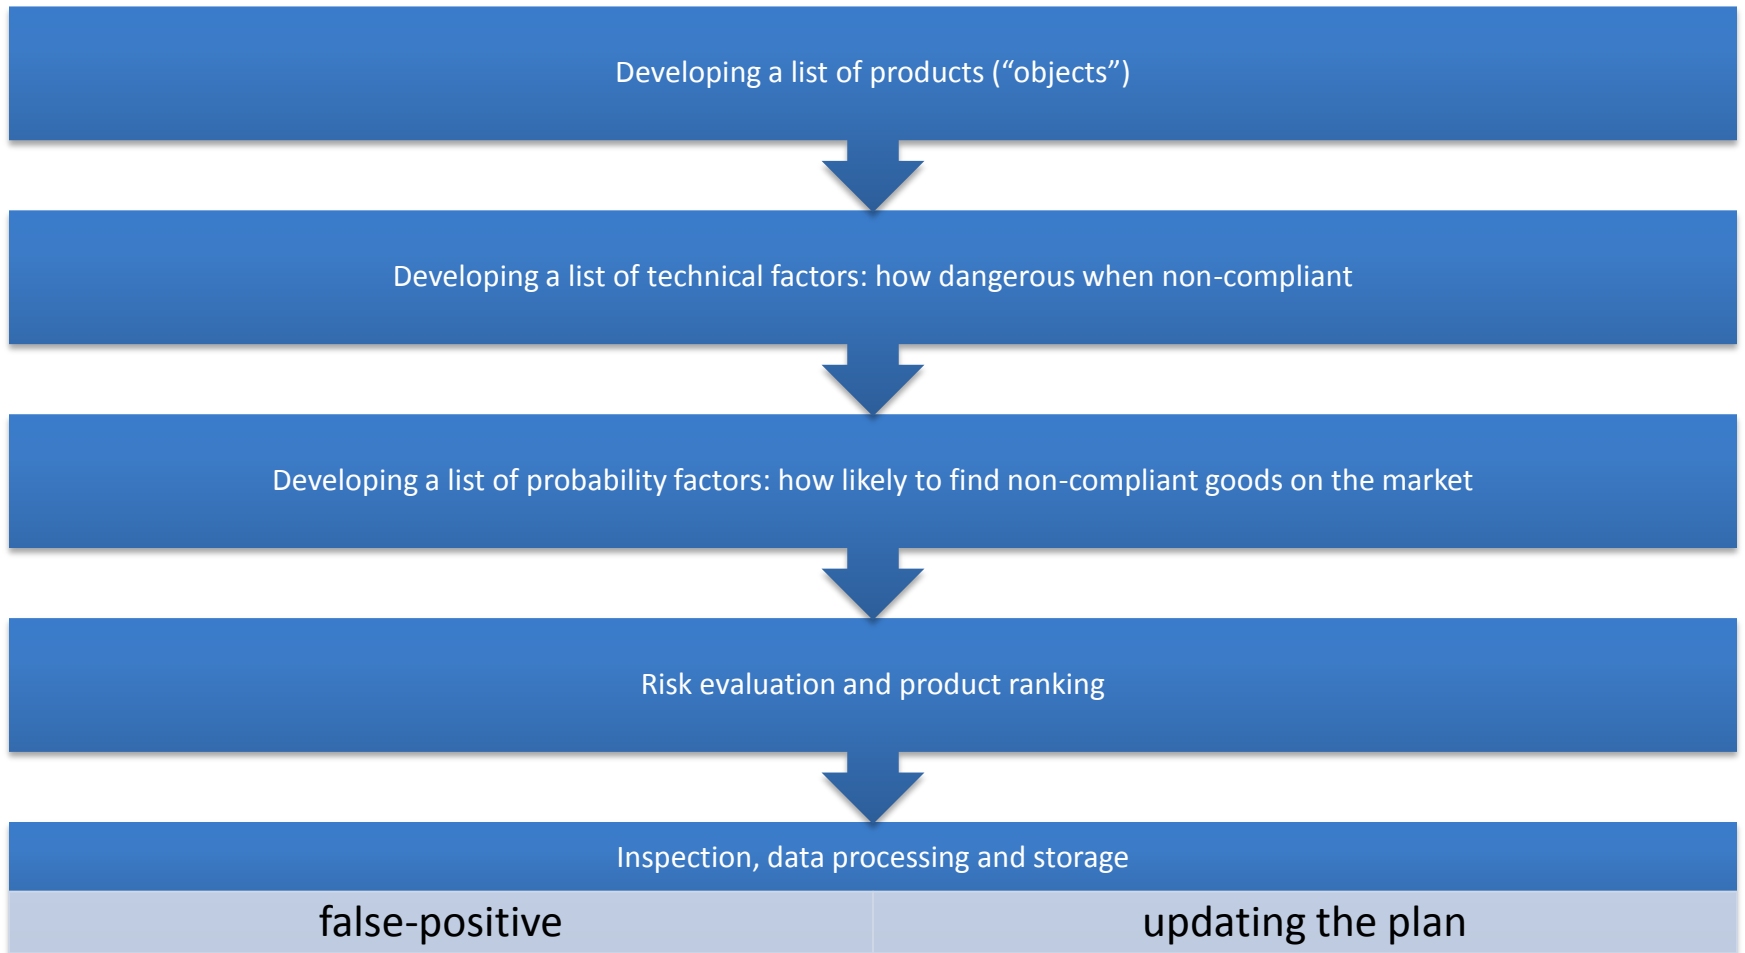 Developing a list of products (“objects”)
Developing a list of technical factors: how dangerous when non-compliant
Developing a list of probability factors: how likely to find non-compliant goods on the market
Risk evaluation and product ranking
Inspection, data processing and storage
false-positive
updating the plan